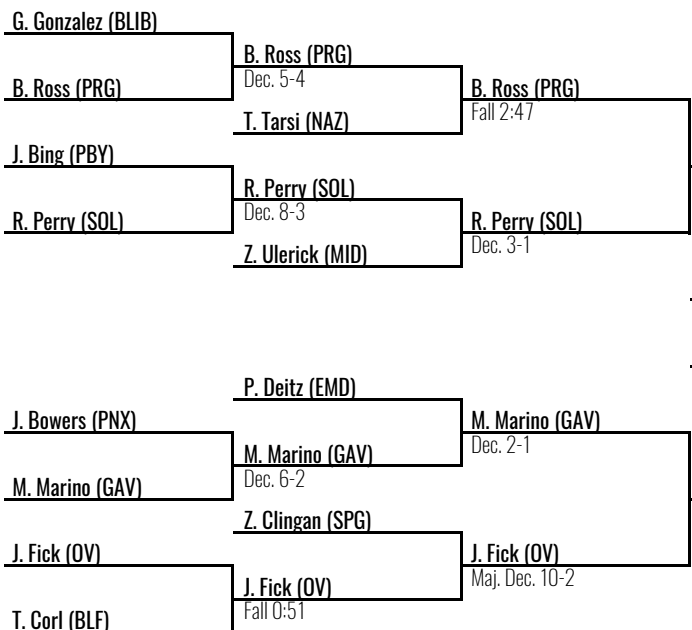 G. Gonzalez (BLIB)
B. Ross (PRG)
Dec. 5-4
B. Ross (PRG)
B. Ross (PRG)
Fall 2:47
T. Tarsi (NAZ)
J. Bing (PBY)
R. Perry (SOL)
Dec. 8-3
R. Perry (SOL)
R. Perry (SOL)
Dec. 3-1
Z. Ulerick (MID)
P. Deitz (EMD)
J. Bowers (PNX)
M. Marino (GAV)
Dec. 2-1
M. Marino (GAV)
Dec. 6-2
M. Marino (GAV)
Z. Clingan (SPG)
J. Fick (OV)
J. Fick (OV)
Maj. Dec. 10-2
J. Fick (OV)
Fall 0:51
T. Corl (BLF)